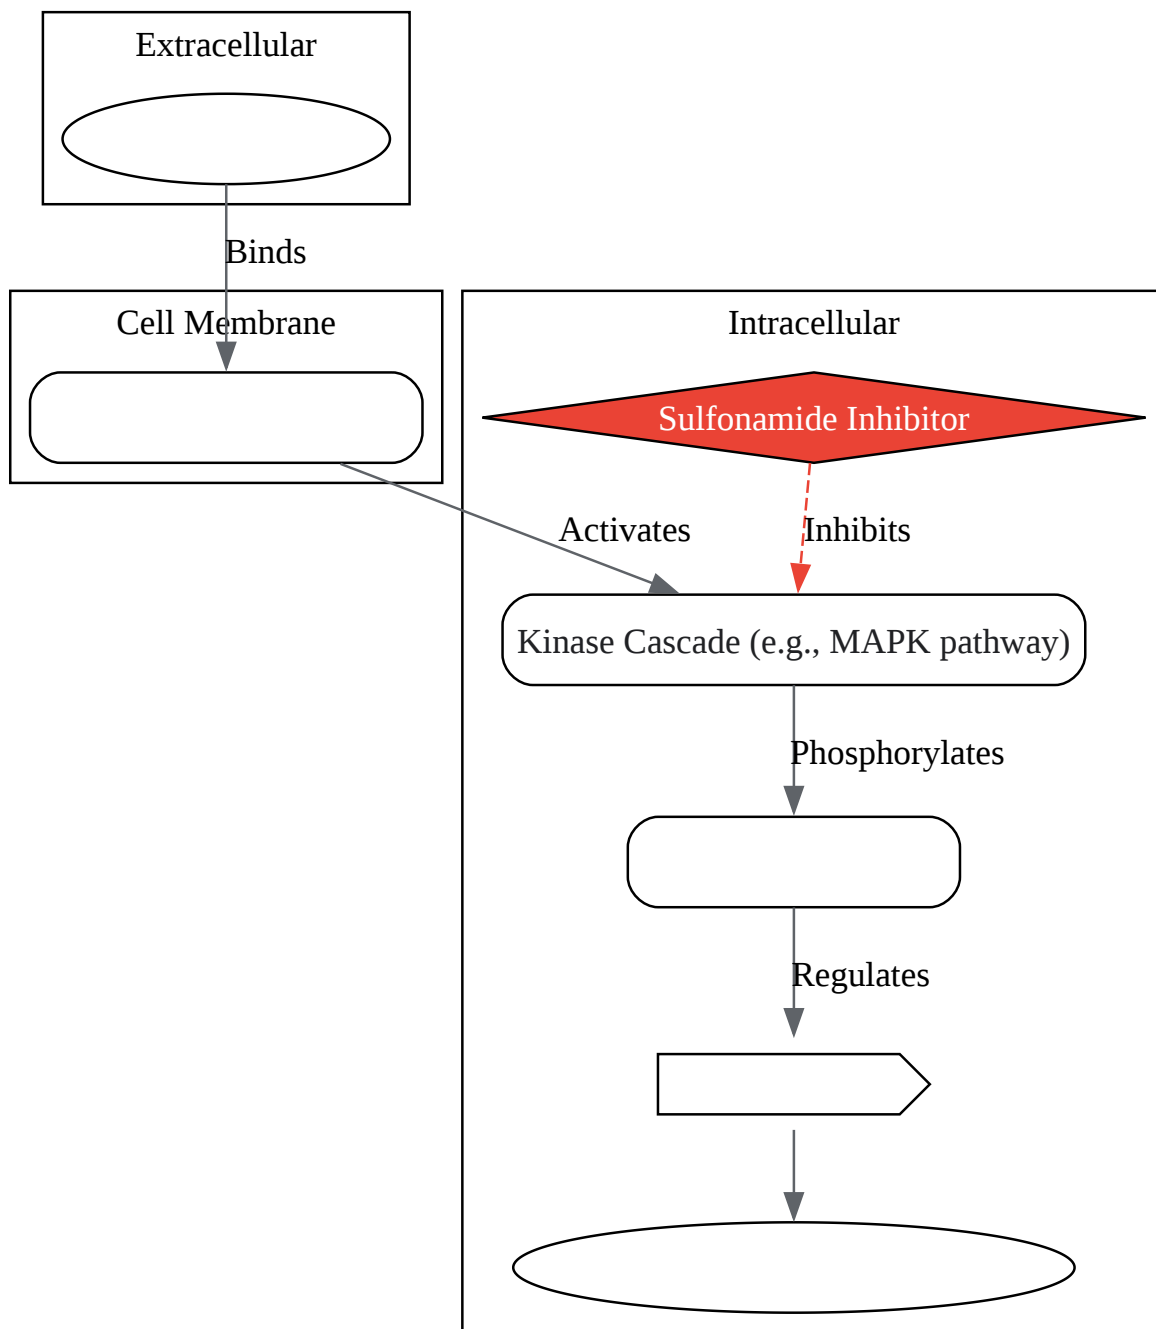 Extracellular
Binds
Cell Membrane
Intracellular
Sulfonamide Inhibitor
Activates
Inhibits
Kinase Cascade (e.g., MAPK pathway)
Phosphorylates
Regulates